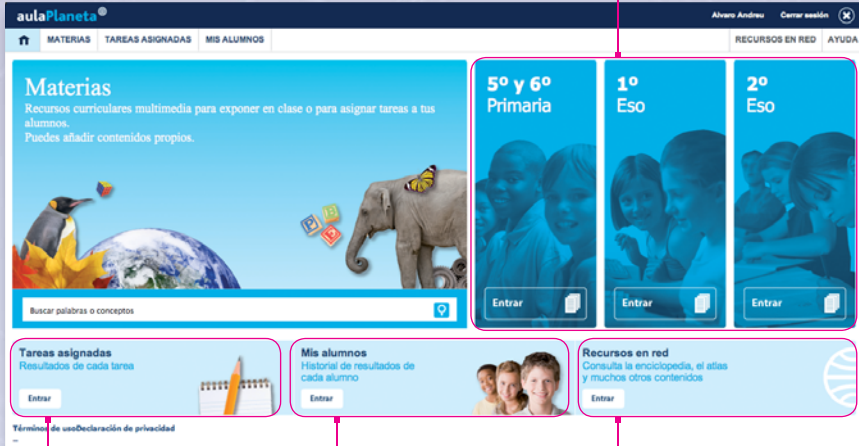 aulaPlaneta®
Alvaro Andreu Cerrar sesión
MATERIAS TAREAS ASIGNADAS MIS ALUMNOS RECURSOS EN RED AYUDA
Materias
Recursos curriculares multimedia para exponer en clase o para asignar tareas a tus
alumnos.
Puedes añadir contenidos propios.
Buscar palabras o conceptos
5º y 6º
Primaria
Entrar
1º
Eso
Entrar
2º
Eso
Entrar
Tareas asignadas
Resultados de cada tarea
Entrar
Mis alumnos
Historial de resultados de
cada alumno
Entrar
Recursos en red
Consulta la enciclopedia, el atlas
y muchos otros contenidos
Entrar
Términos de usoDeclaración de privacidad